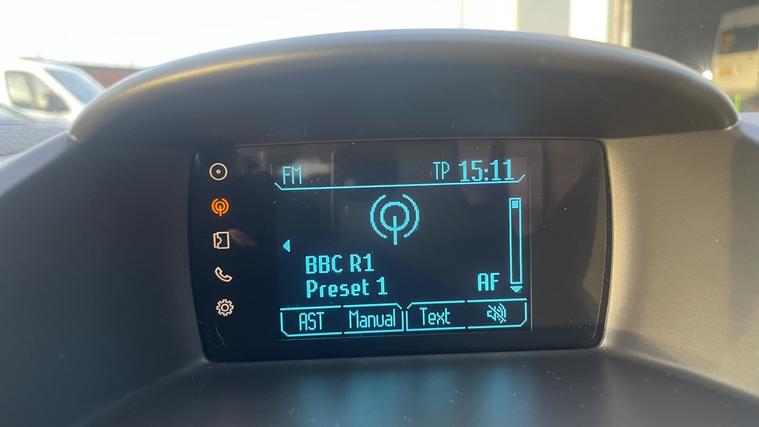 FM TP 15:11
BBC R1
Preset 1 AF
AST Manual Text